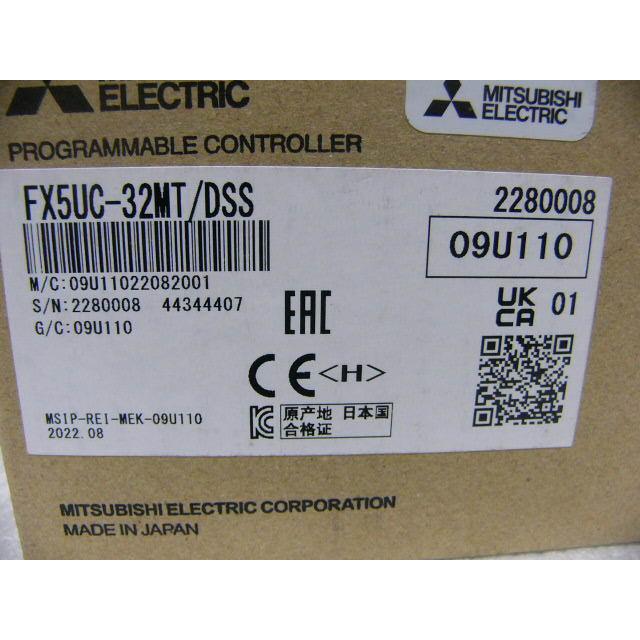 ELECTRIC
MITSUBISHI
ELECTRIC
PROGRAMMABLE CONTROLLER
FX5UC-32MT/DSS
2280008
09U110
M/C:09U11022082001
S/N:2280008 44344407
G/C:09U110
EAC
UK
CA 01
CE <H>
MSIP-REI-MEK-09U110
2022.08
KC
原产地 日本国
合格证
MITSUBISHI ELECTRIC CORPORATION
MADE IN JAPAN